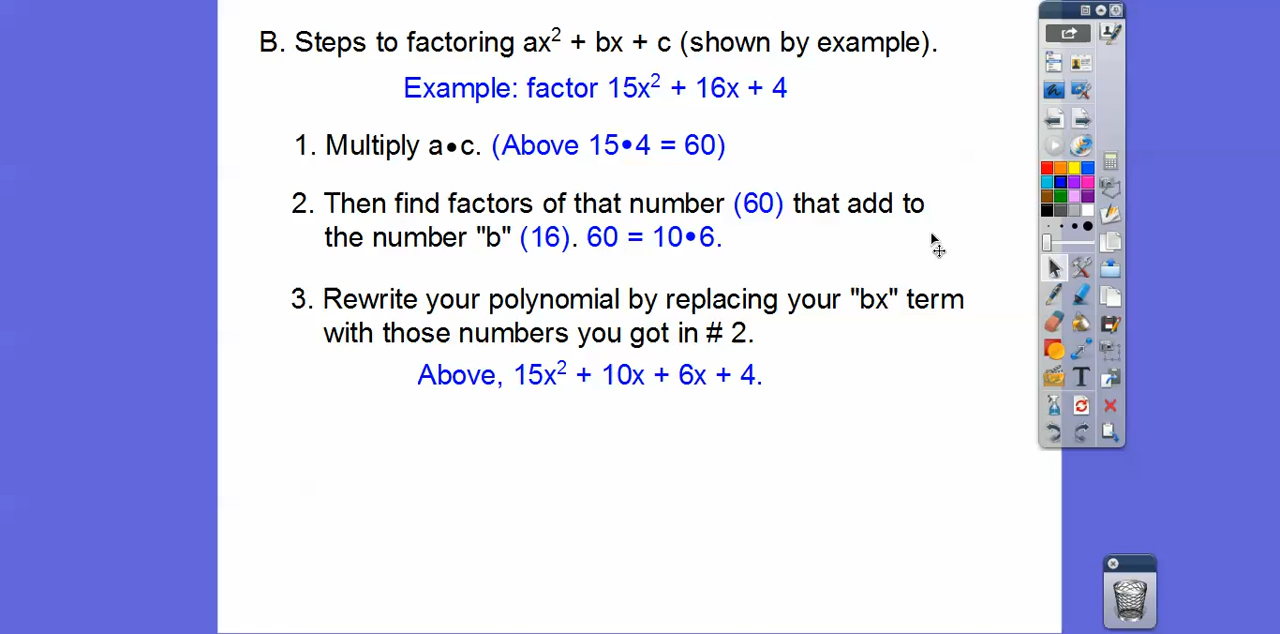 B. Steps to factoring ax² + bx + c (shown by example).
Example: factor 15x² + 16x + 4
1. Multiply a•c. (Above 15•4 = 60)
2. Then find factors of that number (60) that add to
the number "b" (16). 60 = 10•6.
3. Rewrite your polynomial by replacing your "bx" term
with those numbers you got in # 2.
Above, 15x² + 10x + 6x + 4.
T